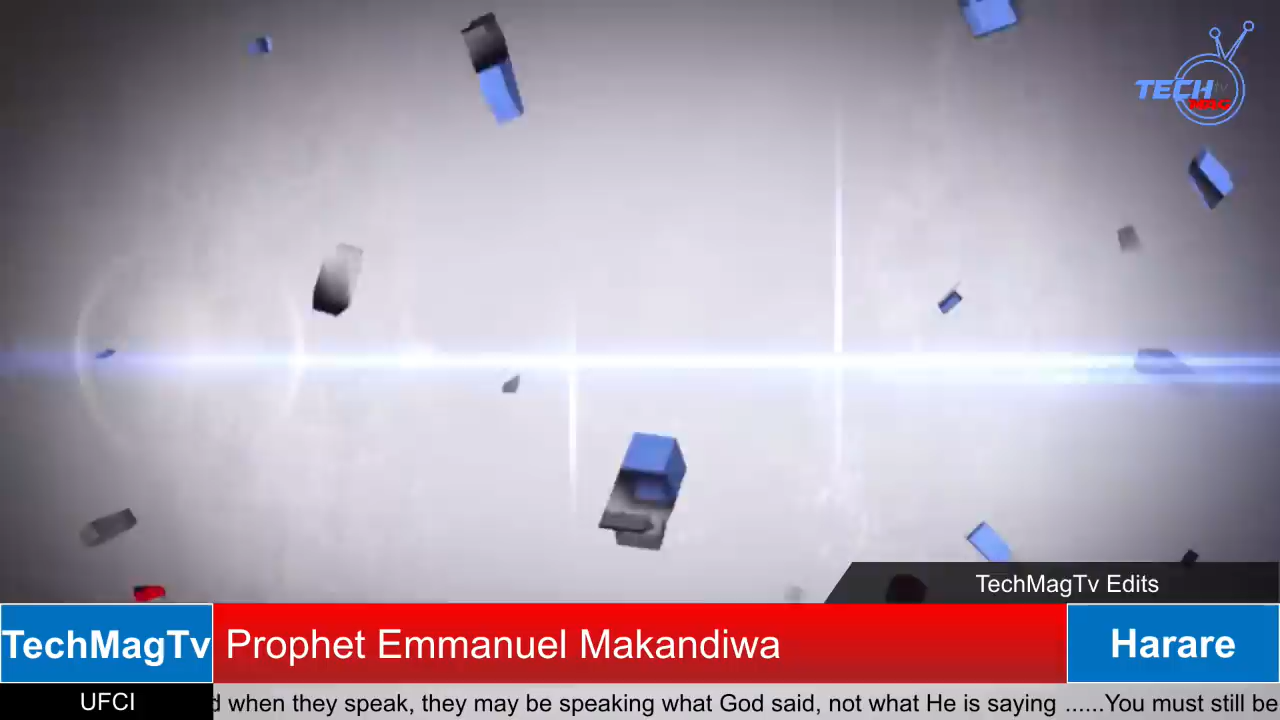 TECH tv
MAG
TechMagTv Edits
TechMagTv Prophet Emmanuel Makandiwa Harare
UFCI d when they speak, they may be speaking what God said, not what He is saying ......You must still be